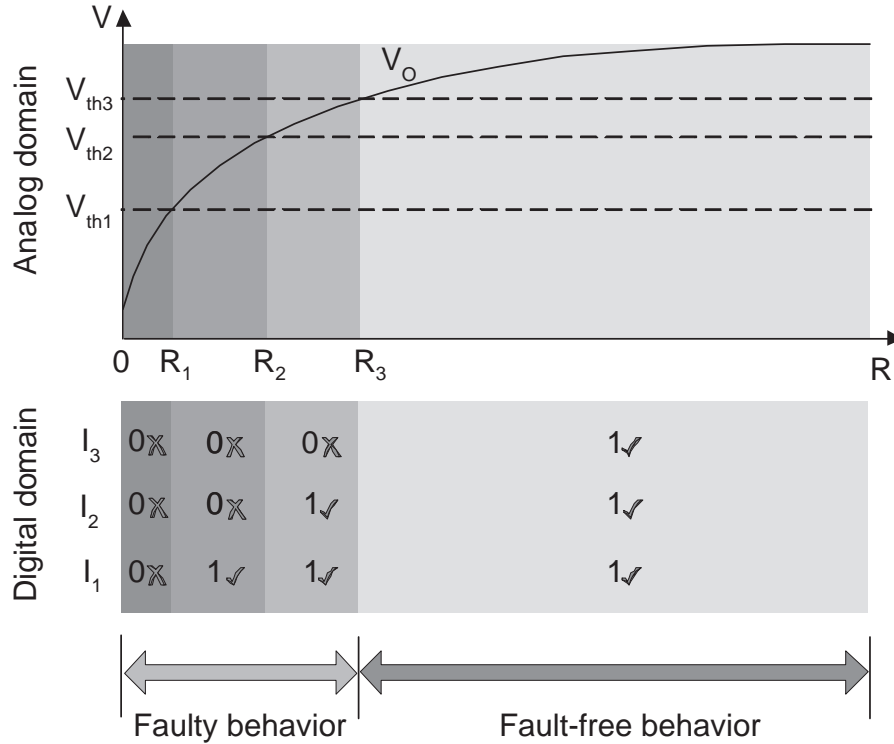 V
V_O
V_th3
V_th2
V_th1
Analog domain
0 R_1 R_2 R_3 R
Digital domain
I_3 0✗ 0✗ 0✗ 1✓
I_2 0✗ 0✗ 1✓ 1✓
I_1 0✗ 1✓ 1✓ 1✓
Faulty behavior Fault-free behavior